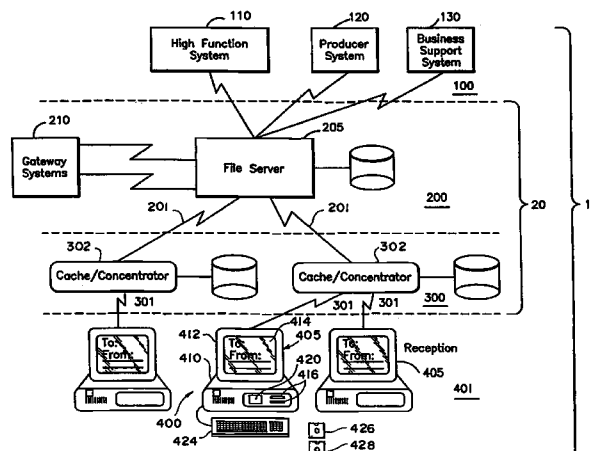 110
120
130
High Function
System
Producer
System
Business
Support
System
100
210
205
Gateway
Systems
File Server
20
1
201
201
200
302
302
Cache/Concentrator
Cache/Concentrator
301
301
301
300
412
414
405
Reception
To:
From:
To:
From:
To:
From:
410
420
416
405
401
400
424
426
428